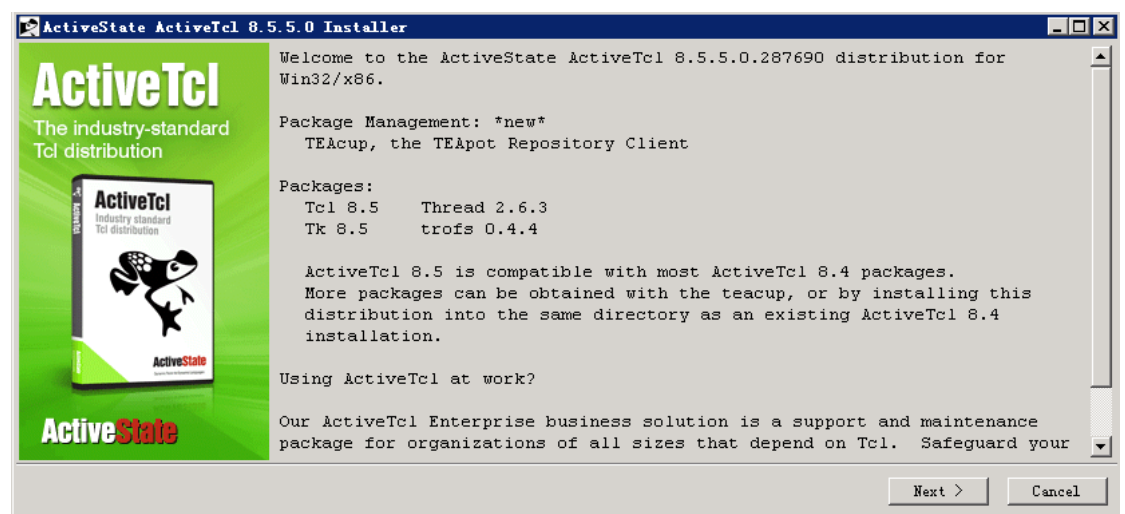 ActiveState ActiveTcl 8.5.5.0 Installer
ActiveTcl
The industry-standard
Tcl distribution
ActiveTcl
ActiveTcl
Industry standard
Tcl distribution
ActiveState
ActiveState
Welcome to the ActiveState ActiveTcl 8.5.5.0.287690 distribution for
Win32/x86.
Package Management: *new*
TEAcup, the TEApot Repository Client
Packages:
Tcl 8.5 Thread 2.6.3
Tk 8.5 trofs 0.4.4
ActiveTcl 8.5 is compatible with most ActiveTcl 8.4 packages.
More packages can be obtained with the teacup, or by installing this
distribution into the same directory as an existing ActiveTcl 8.4
installation.
Using ActiveTcl at work?
Our ActiveTcl Enterprise business solution is a support and maintenance
package for organizations of all sizes that depend on Tcl. Safeguard your
Next >
Cancel